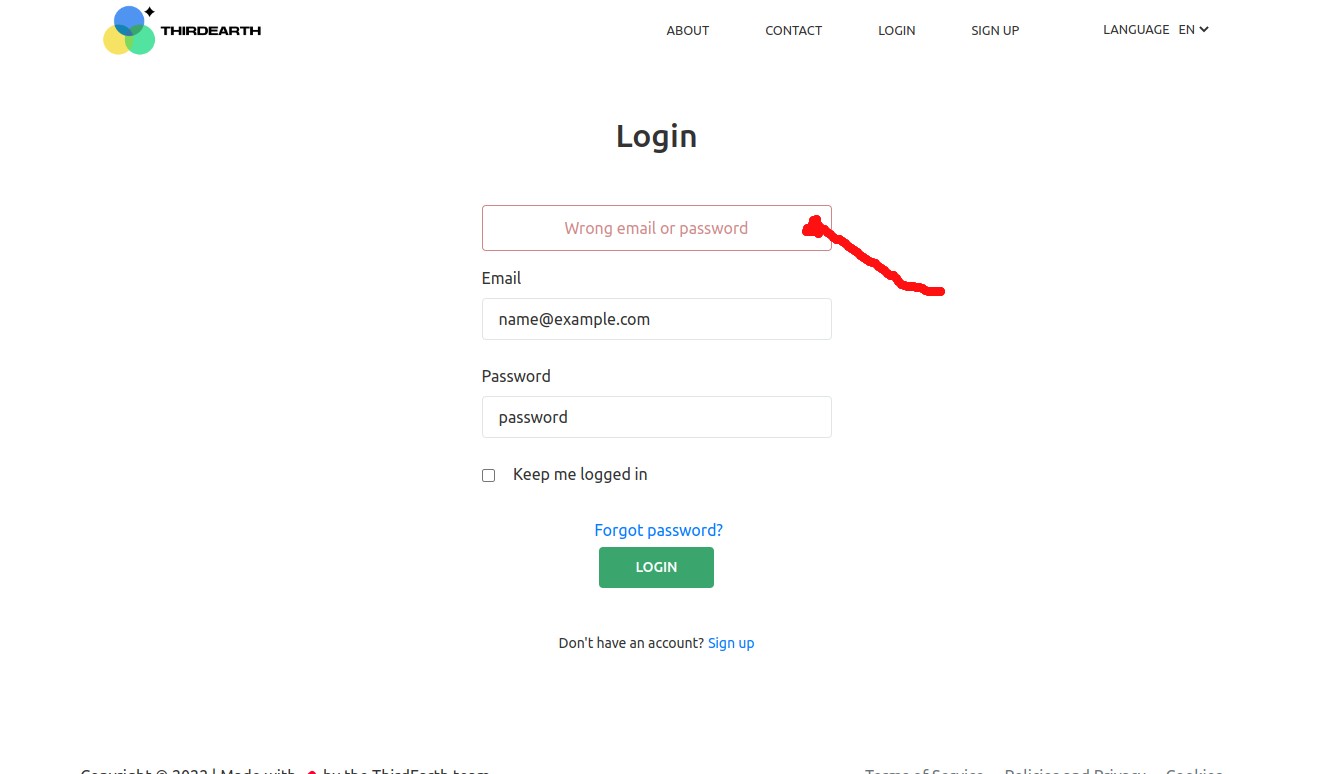 THIRDEARTH
ABOUT CONTACT LOGIN SIGN UP LANGUAGE EN
Login
Wrong email or password
Email
name@example.com
Password
password
Keep me logged in
Forgot password?
LOGIN
Don't have an account? Sign up
Copyright © 2022 | Made with by the ThirdEarth team
Terms of Service Policies and Privacy Cookies